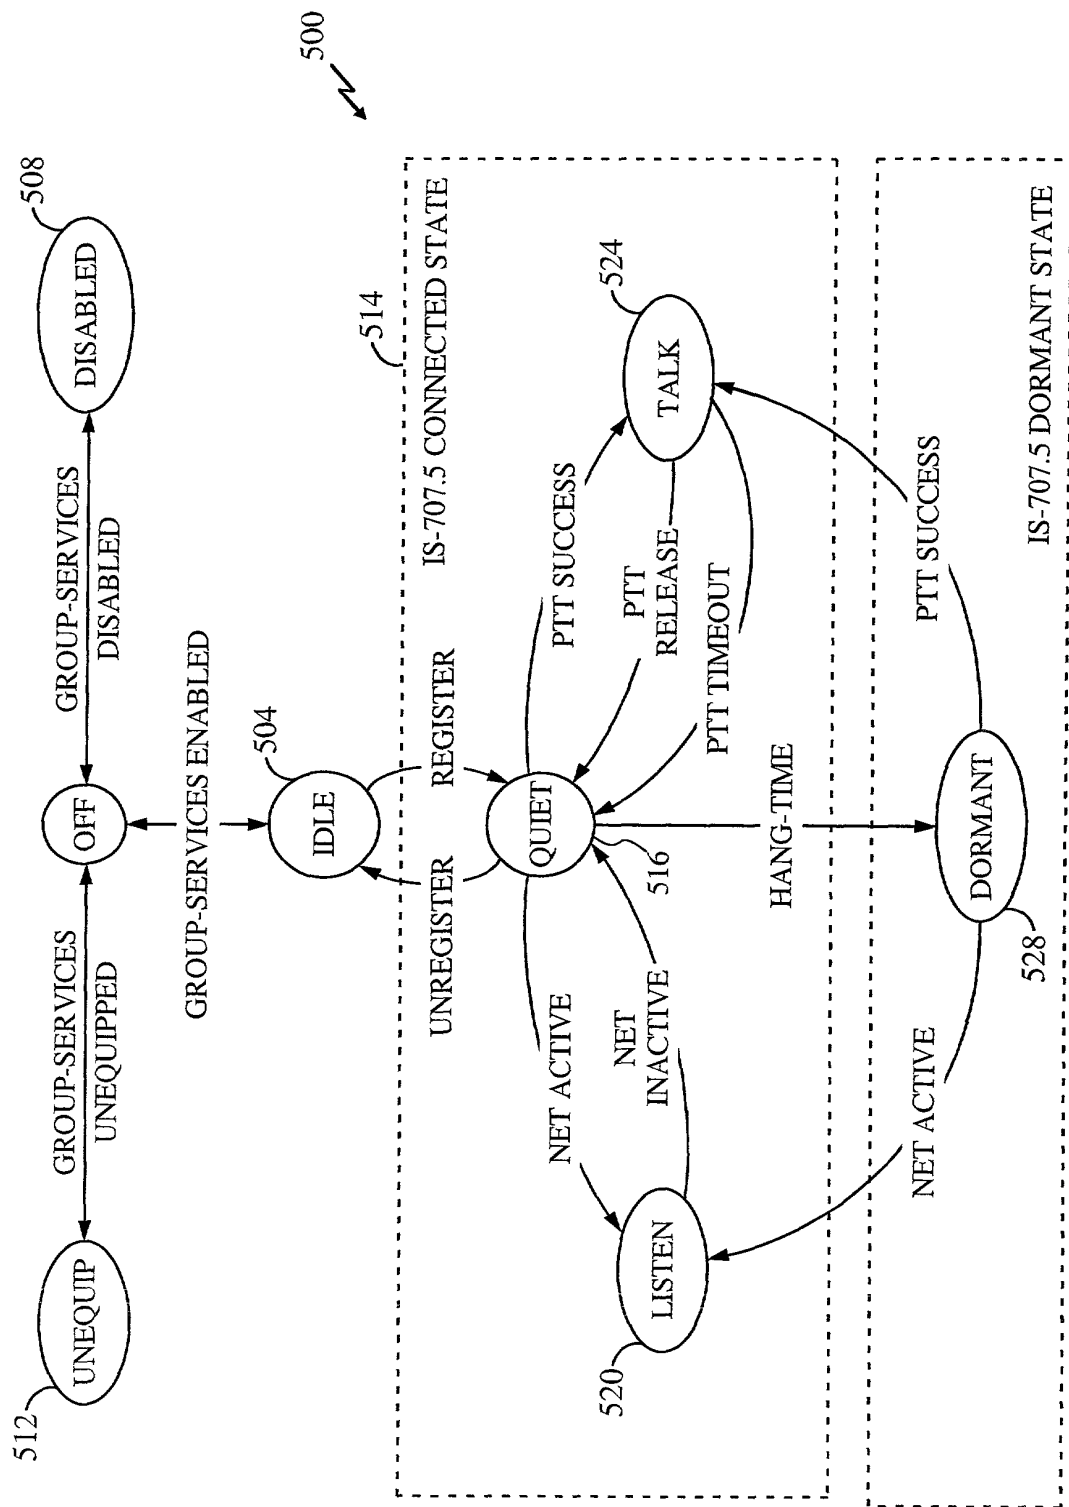 500
512
UNEQUIP
GROUP-SERVICES
UNEQUIPPED
OFF
GROUP-SERVICES
DISABLED
DISABLED
508
GROUP-SERVICES ENABLED
504
IDLE
514
UNREGISTER
REGISTER
IS-707.5 CONNECTED STATE
QUIET
516
NET ACTIVE
NET
INACTIVE
PTT SUCCESS
PTT
RELEASE
PTT TIMEOUT
520
LISTEN
TALK
524
HANG-TIME
NET ACTIVE
PTT SUCCESS
528
DORMANT
IS-707.5 DORMANT STATE